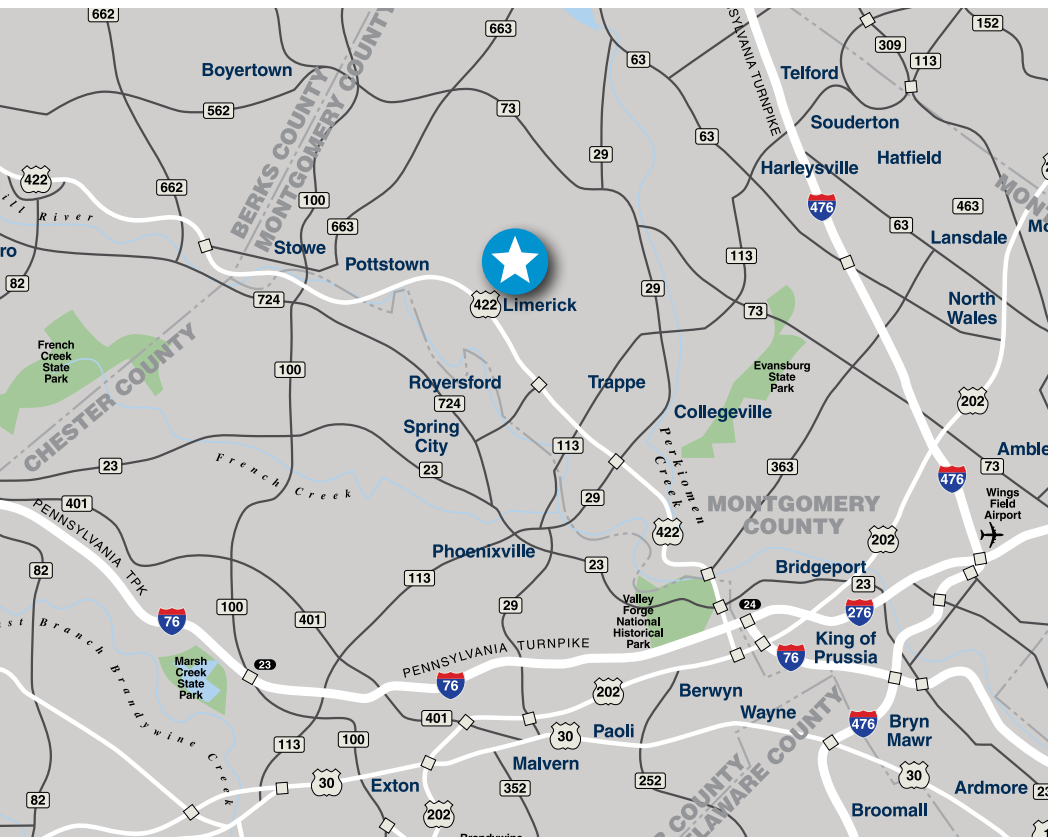 662
663
152
309
113
63
PENNSYLVANIA TURNPIKE
Telford
Boyertown
562
73
Souderton
63
29
Hatfield
Harleysville
BERKS COUNTY
MONTGOMERY COUNTY
422
662
100
476
463
63
663
Lansdale
Stowe
Pottstown
113
82
724
422
Limerick
29
73
North
Wales
French
Creek
State
Park
100
Evansburg
State
Park
CHESTER COUNTY
Royersford
Trappe
724
202
Collegeville
Spring
City
113
Perkiomen
Creek
23
23
363
French Creek
476
73
401
29
Wings
Field
Airport
PENNSYLVANIA TPK
MONTGOMERY
COUNTY
422
202
Phoenixville
23
Bridgeport
82
113
23
100
29
Valley
Forge
National
Historical
Park
24
276
76
401
King of
Prussia
PENNSYLVANIA TURNPIKE
76
23
Marsh
Creek
State
Park
76
202
Berwyn
Branch Brandywine Creek
401
Wayne
476
Bryn
Mawr
30
Paoli
113
100
Malvern
30
Exton
252
30
Ardmore
352
82
202
Broomall